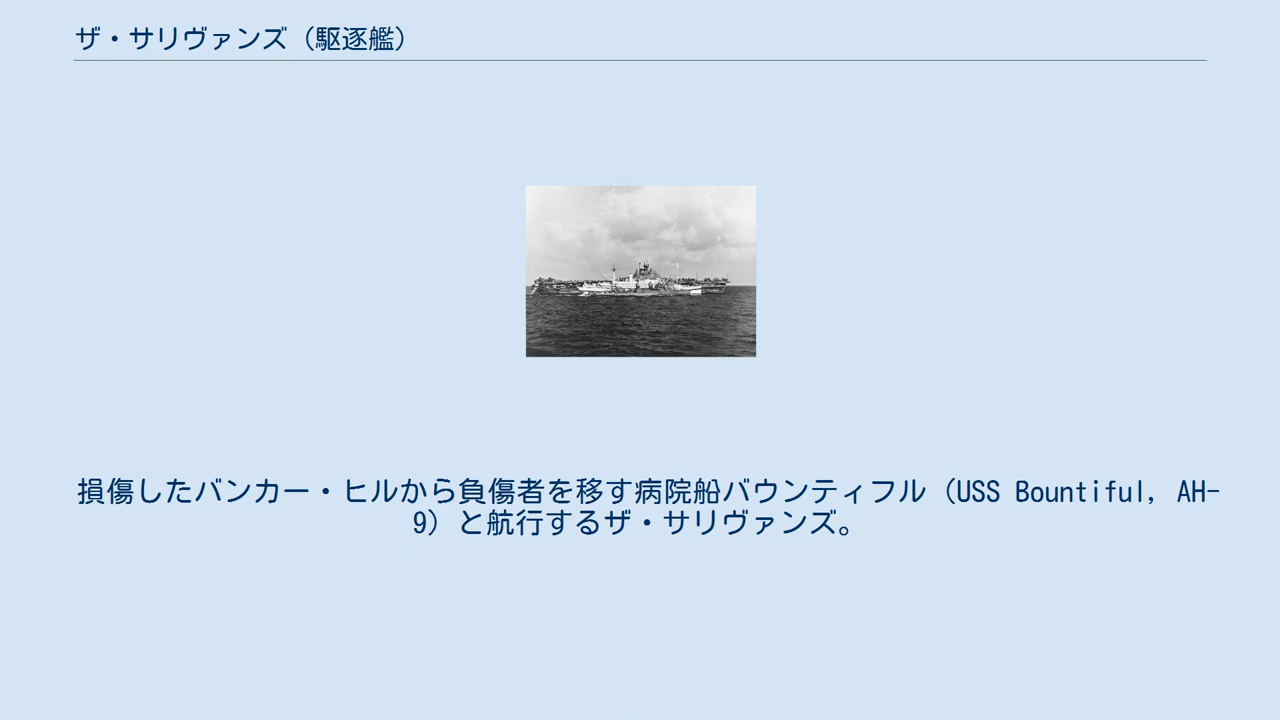 ザ・サリヴァンズ（駆逐艦）
損傷したバンカー・ヒルから負傷者を移す病院船バウンティフル（USS Bountiful, AH-
9）と航行するザ・サリヴァンズ。